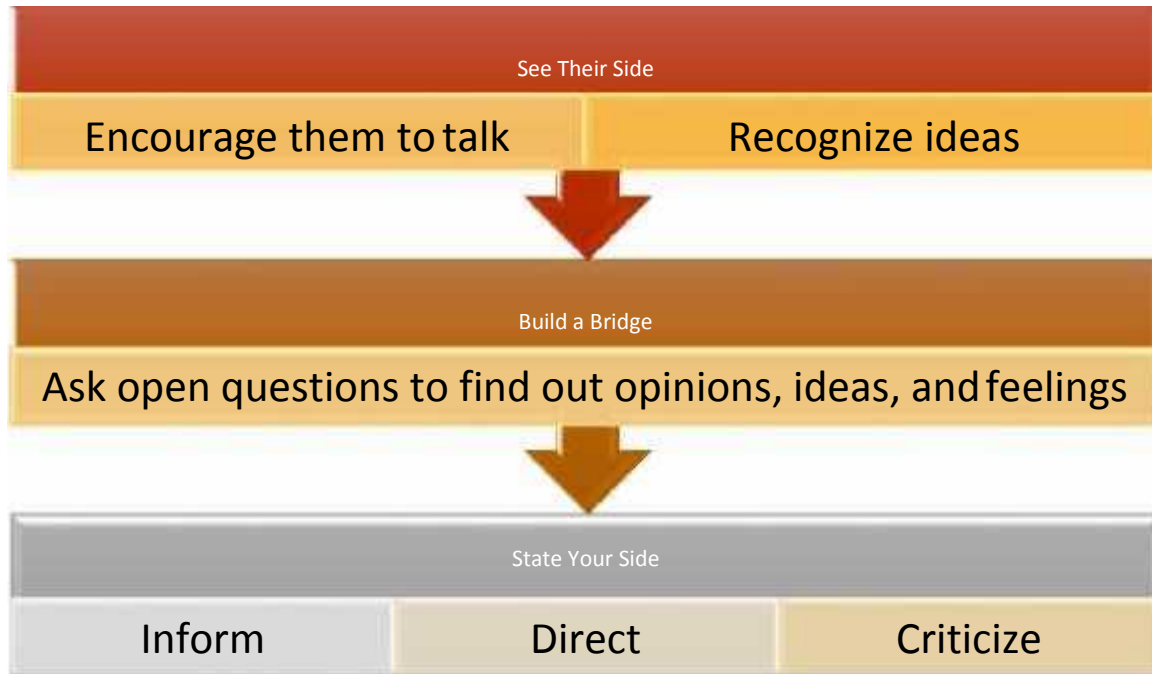 See Their Side
Encourage them to talk
Recognize ideas
Build a Bridge
Ask open questions to find out opinions, ideas, and feelings
State Your Side
Inform
Direct
Criticize